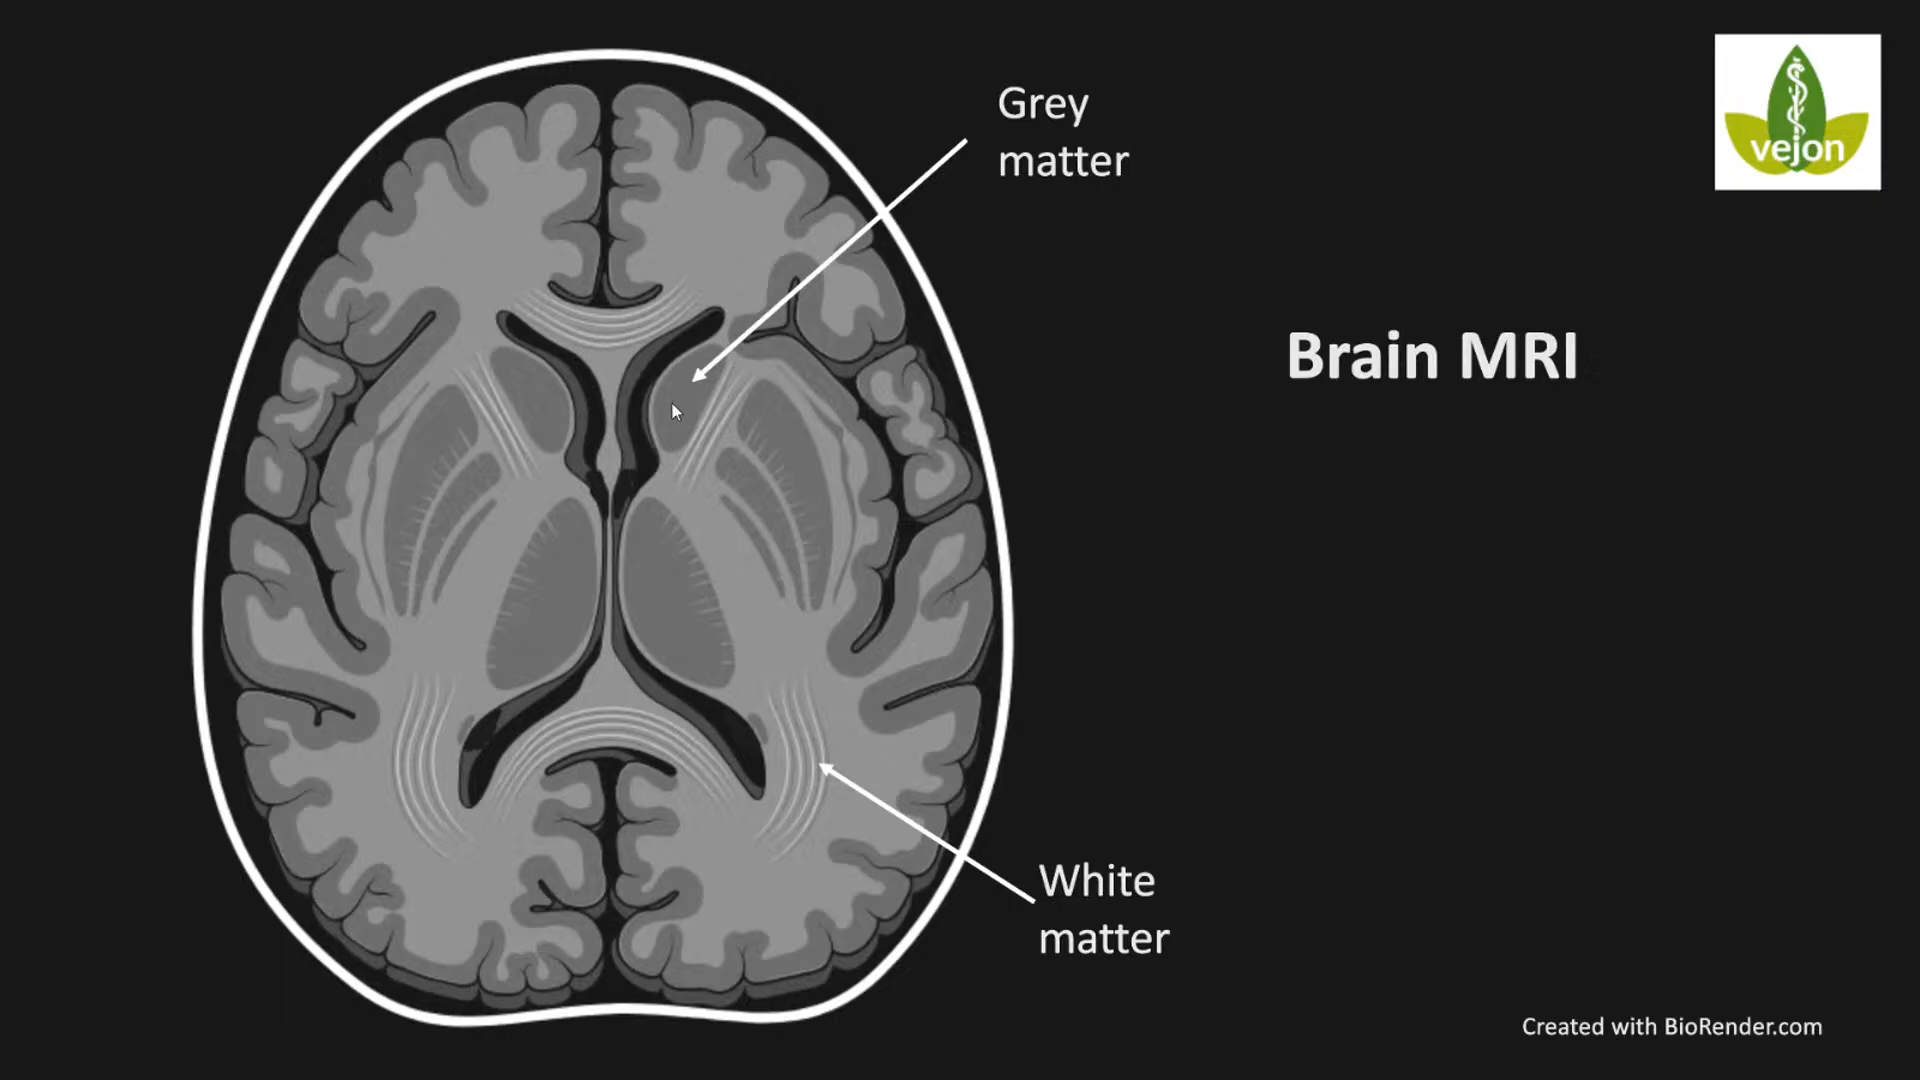 Grey
matter
vejon
Brain MRI
White
matter
Created with BioRender.com